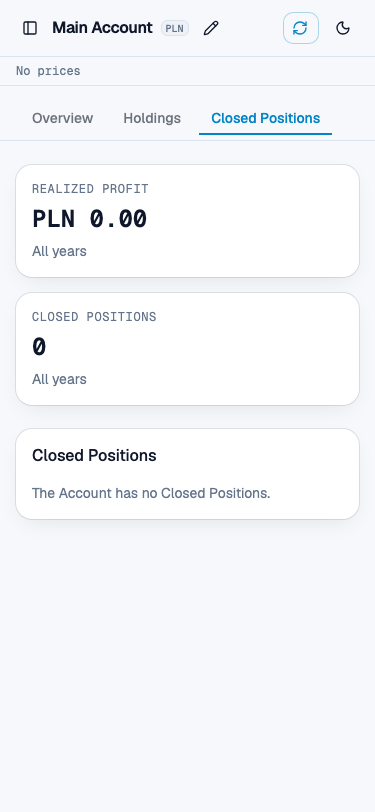 Main Account PLN
No prices
Overview Holdings Closed Positions
REALIZED PROFIT
PLN 0.00
All years
CLOSED POSITIONS
0
All years
Closed Positions
The Account has no Closed Positions.